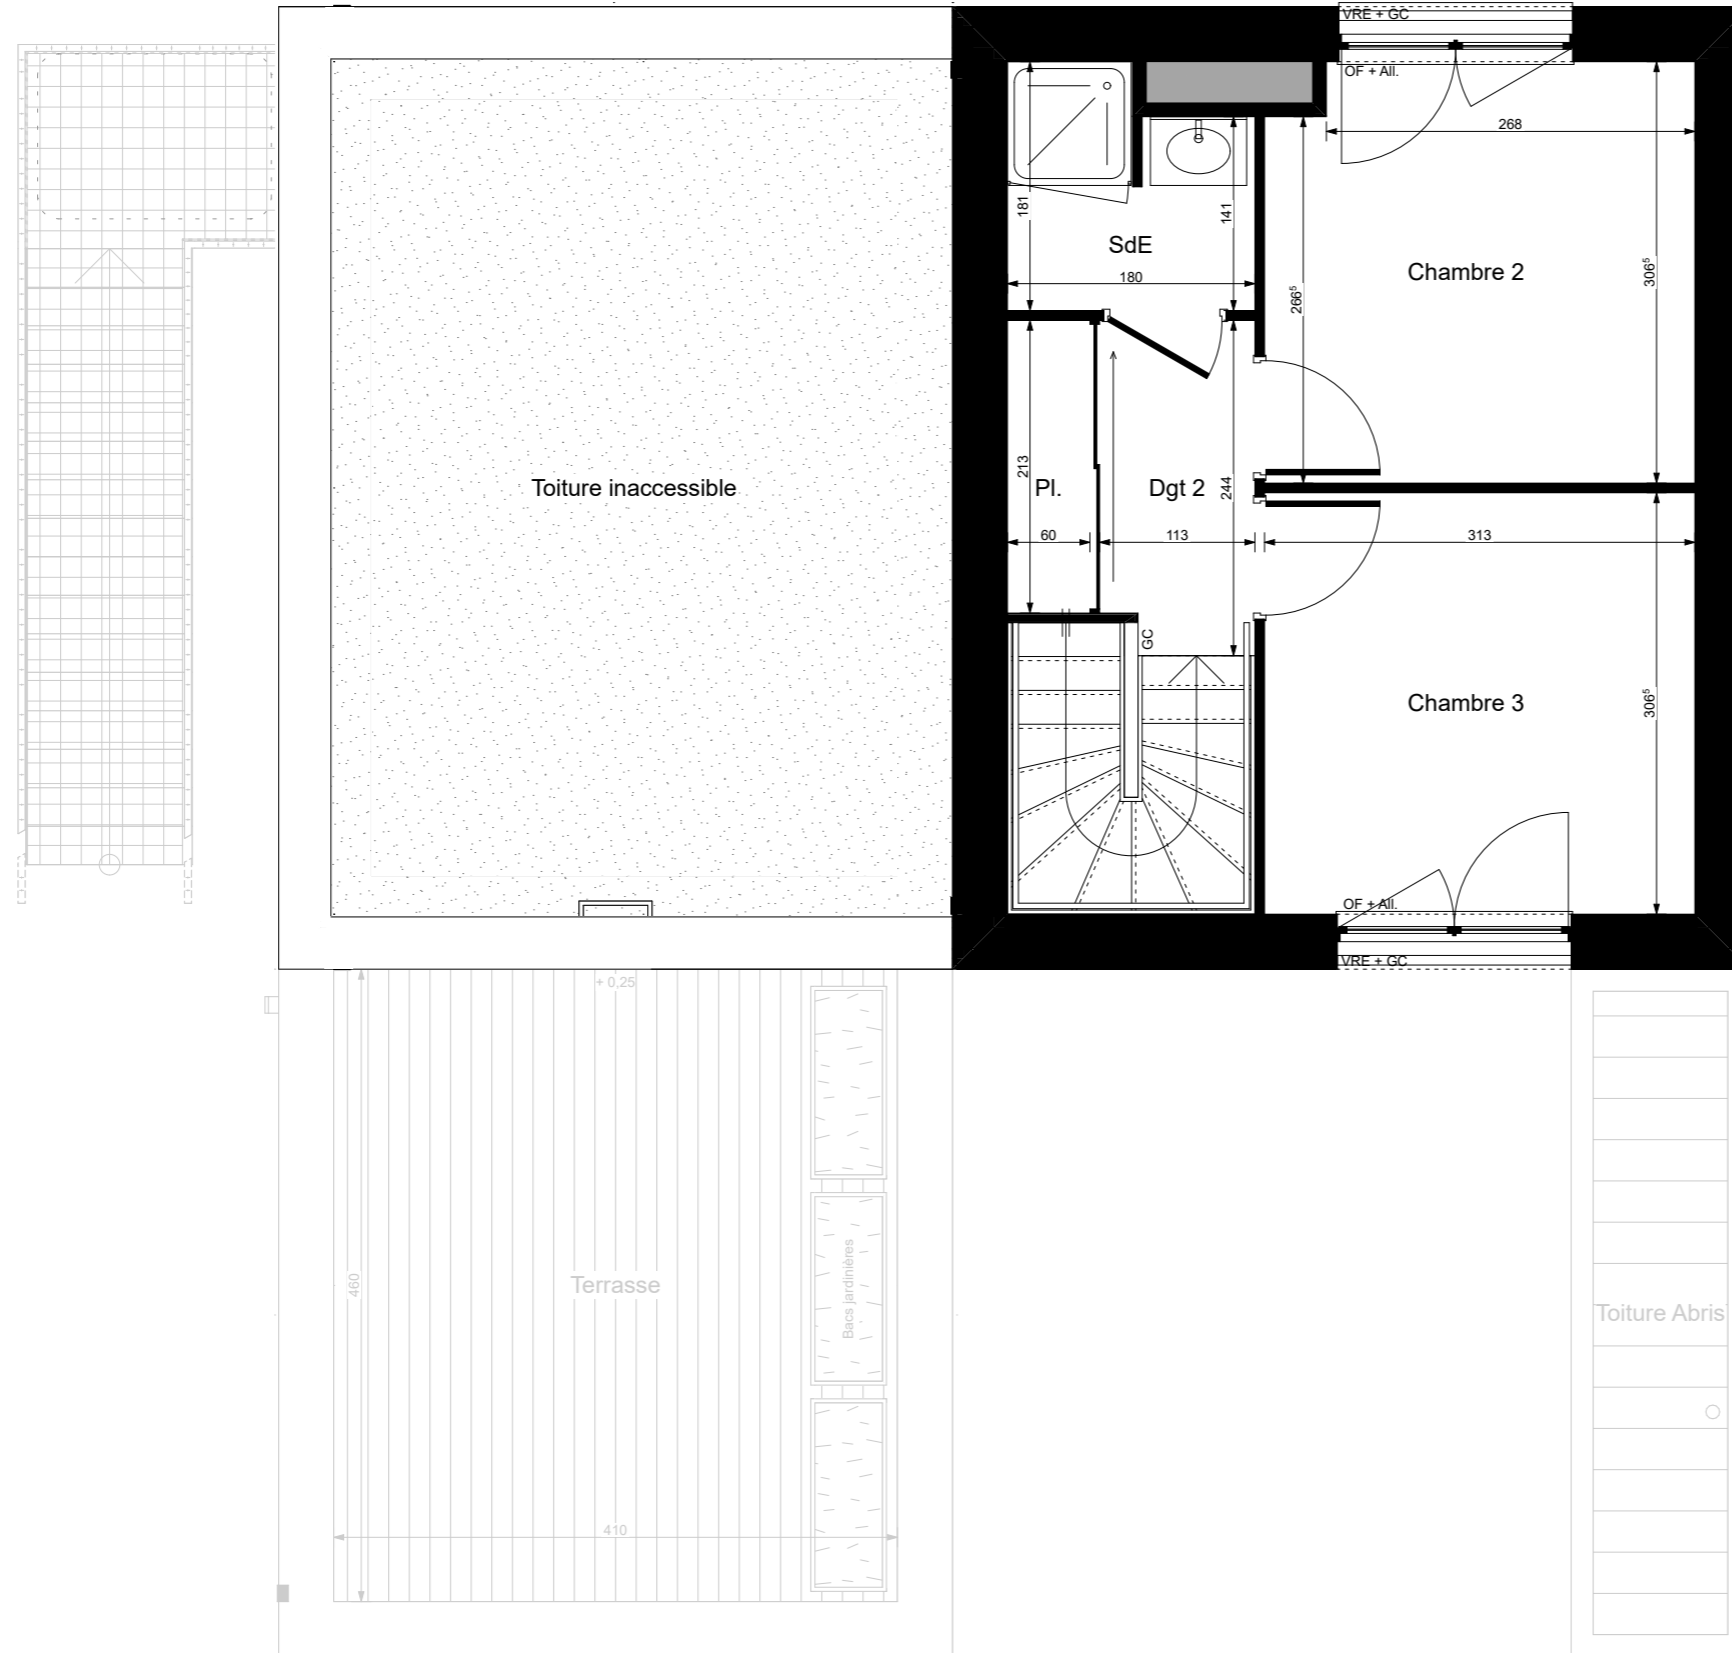 VRE + GC
OF + All.
268
181
141
SdE
180
266⁵
Chambre 2
306⁵
Toiture inaccessible
213
Pl.
Dgt 2
244
60
113
313
GC
Chambre 3
306⁵
OF + All.
VRE + GC
+ 0,25
460
Terrasse
Bacs jardinières
Toiture Abris
410